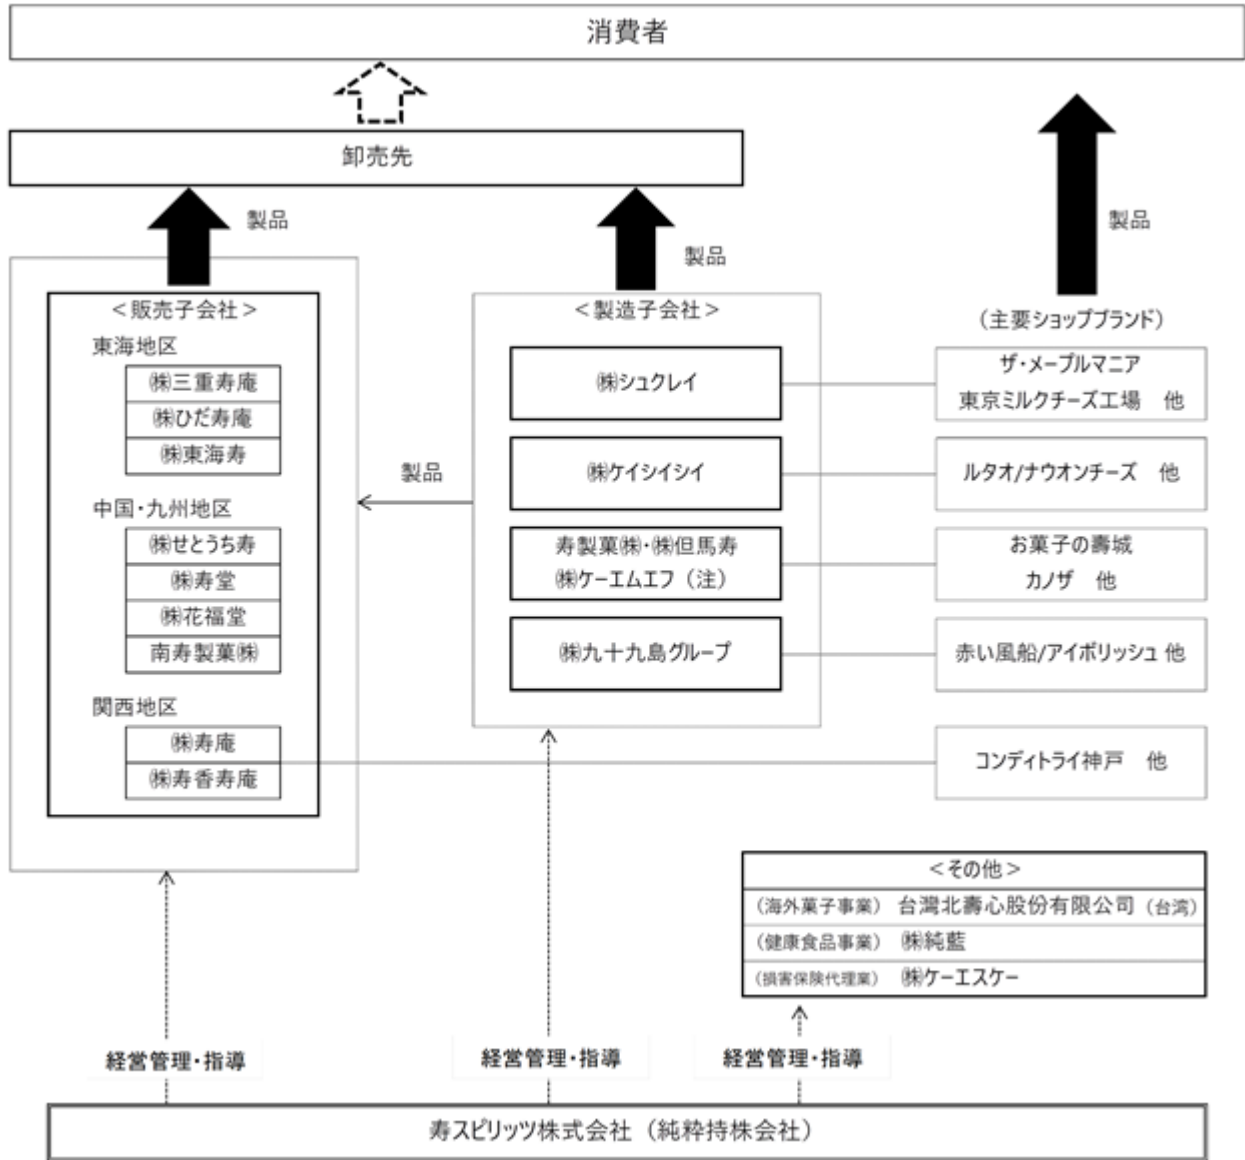 消費者
卸売先
製品
製品
製品
＜販売子会社＞
東海地区
㈱三重寿庵
㈱ひだ寿庵
㈱東海寿
中国・九州地区
㈱せとうち寿
㈱寿堂
㈱花福堂
南寿製菓㈱
関西地区
㈱寿庵
㈱寿香寿庵
製品
＜製造子会社＞
㈱シュクレイ
㈱ケイシイシイ
寿製菓㈱・㈱但馬寿
㈱ケーエムエフ（注）
㈱九十九島グループ
（主要ショップブランド）
ザ・メープルマニア
東京ミルクチーズ工場　他
ルタオ/ナウオンチーズ　他
お菓子の壽城
カノザ　他
赤い風船/アイボリッシュ 他
コンディトライ神戸　他
＜その他＞
（海外菓子事業） 台灣北壽心股份有限公司（台湾）
（健康食品事業） ㈱純藍
（損害保険代理業） ㈱ケーエスケー
経営管理・指導
経営管理・指導
経営管理・指導
寿スピリッツ株式会社（純粋持株会社）